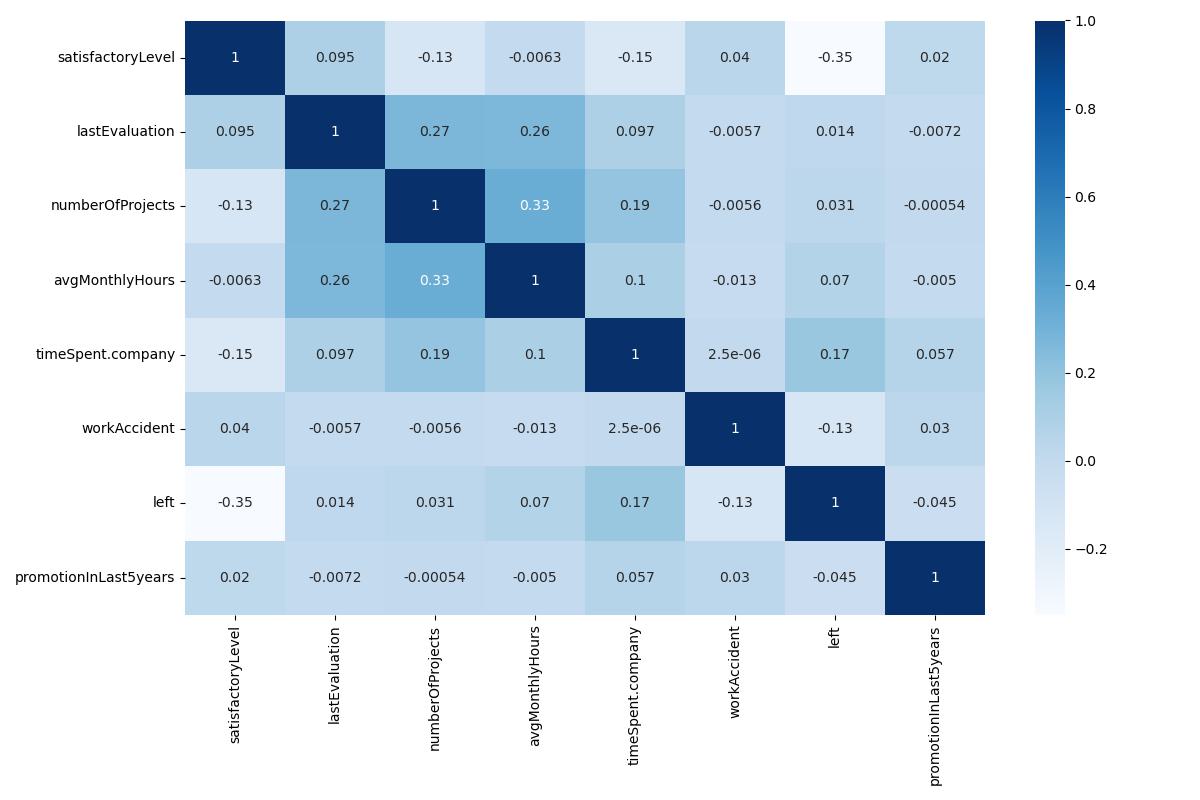 satisfactoryLevel 1 0.095 -0.13 -0.0063 -0.15 0.04 -0.35 0.02
lastEvaluation 0.095 1 0.27 0.26 0.097 -0.0057 0.014 -0.0072
numberOfProjects -0.13 0.27 1 0.33 0.19 -0.0056 0.031 -0.00054
avgMonthlyHours -0.0063 0.26 0.33 1 0.1 -0.013 0.07 -0.005
timeSpent.company -0.15 0.097 0.19 0.1 1 2.5e-06 0.17 0.057
workAccident 0.04 -0.0057 -0.0056 -0.013 2.5e-06 1 -0.13 0.03
left -0.35 0.014 0.031 0.07 0.17 -0.13 1 -0.045
promotionInLast5years 0.02 -0.0072 -0.00054 -0.005 0.057 0.03 -0.045 1
satisfactoryLevel
lastEvaluation
numberOfProjects
avgMonthlyHours
timeSpent.company
workAccident
left
promotionInLast5years
1.0
0.8
0.6
0.4
0.2
0.0
−0.2